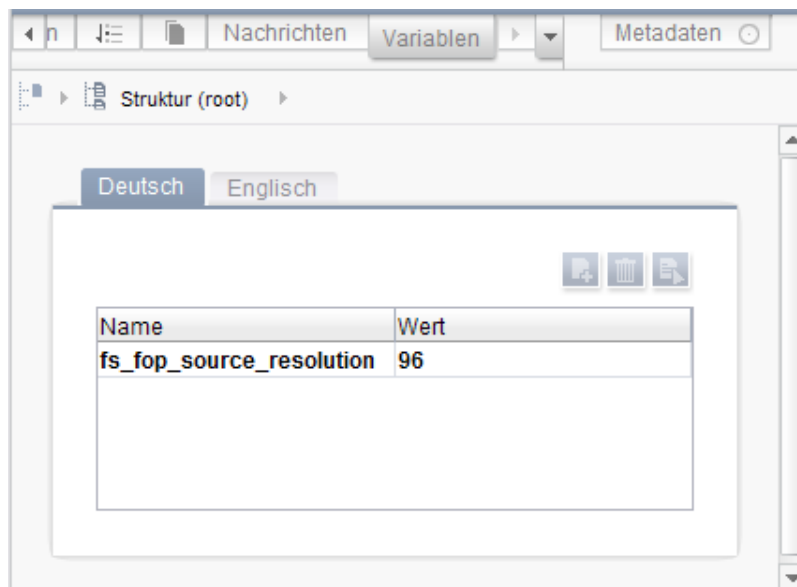 n Nachrichten Variablen Metadaten
Struktur (root)
Deutsch Englisch
Name Wert
fs_fop_source_resolution 96